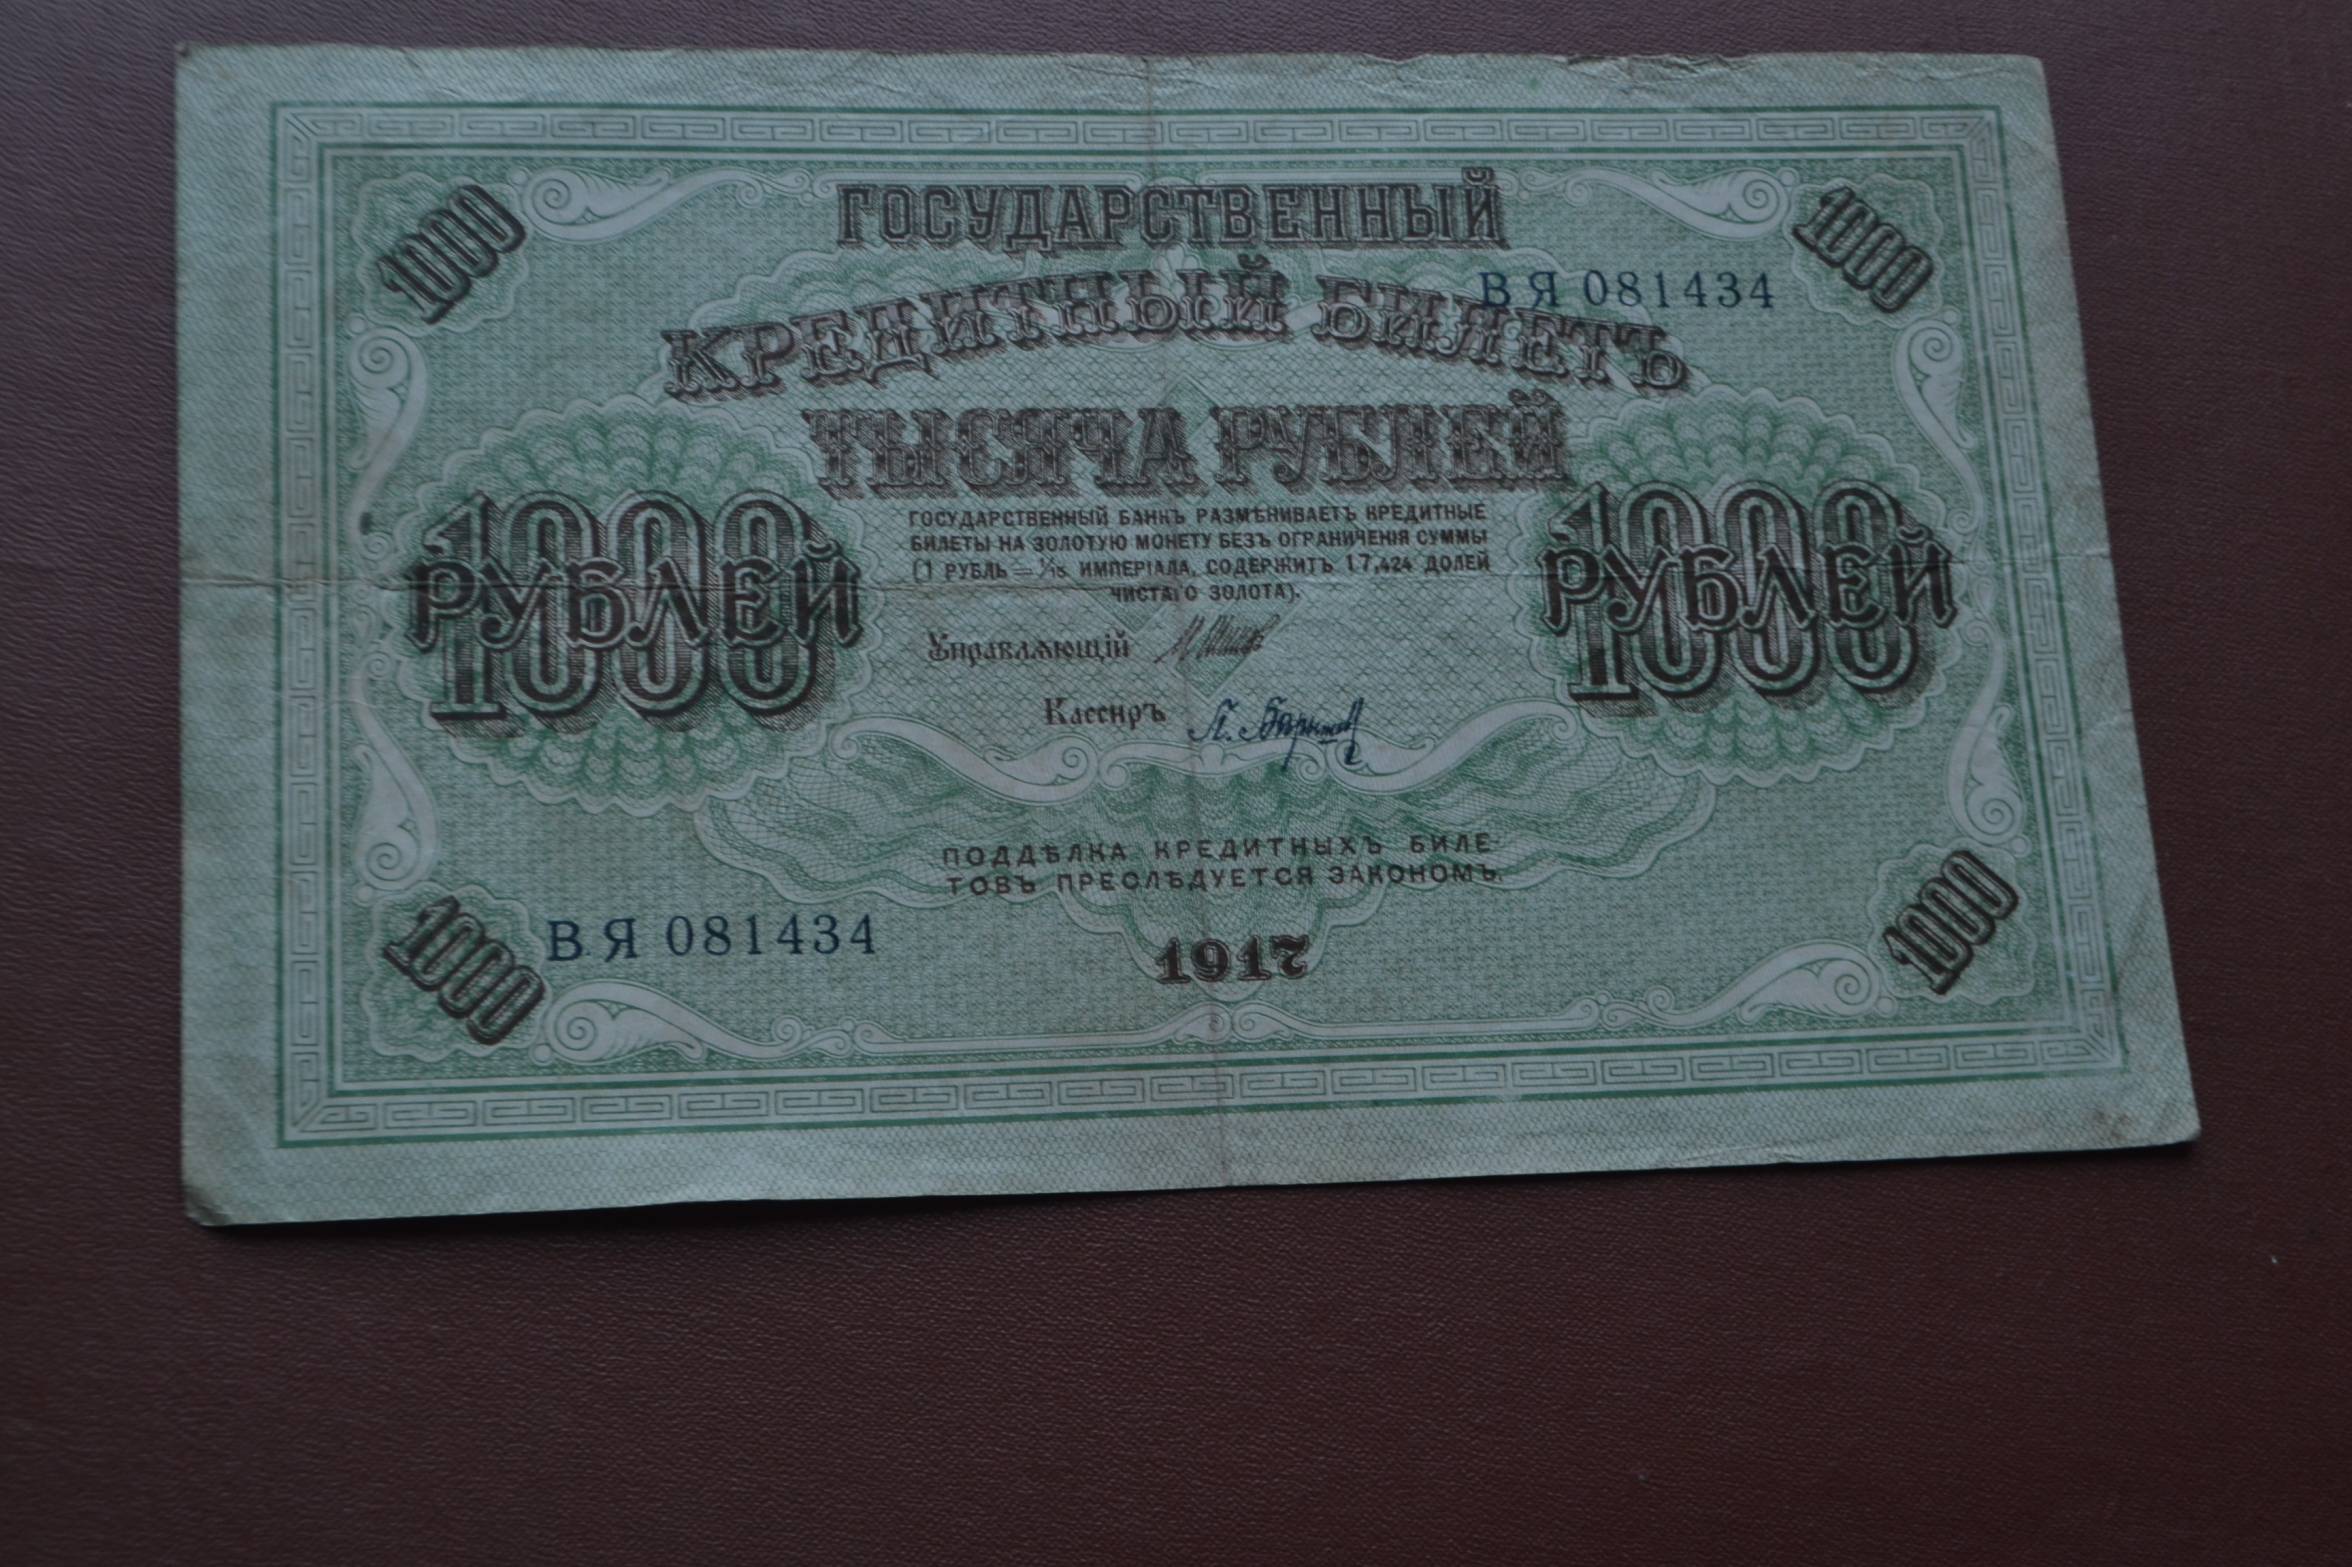 1000
ГОСУДАРСТВЕННЫЙ
1000
ВЯ 081434
КРЕДИТНЫЙ БИЛЕТЪ
ТЫСЯЧА РУБЛЕЙ
1000
РУБЛЕЙ
1000
РУБЛЕЙ
ГОСУДАРСТВЕННЫЙ БАНКЪ РАЗМѢНИВАЕТЪ КРЕДИТНЫЕ
БИЛЕТЫ НА ЗОЛОТУЮ МОНЕТУ БЕЗЪ ОГРАНИЧЕНІЯ СУММЫ
(1 РУБЛЬ = 1/15 ИМПЕРІАЛА, СОДЕРЖИТЪ 17,424 ДОЛЕЙ
ЧИСТАГО ЗОЛОТА).
Управляющій
Кассиръ
ПОДДѢЛКА КРЕДИТНЫХЪ БИЛЕ-
ТОВЪ ПРЕСЛѢДУЕТСЯ ЗАКОНОМЪ.
1000
ВЯ 081434
1917
1000